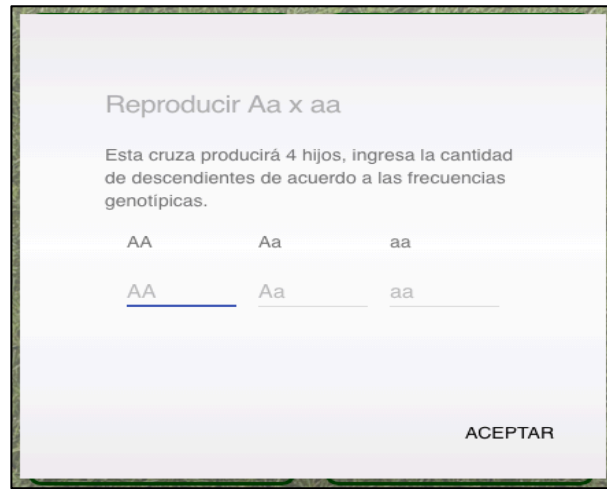 Reproducir Aa x aa
Esta cruza producirá 4 hijos, ingresa la cantidad
de descendientes de acuerdo a las frecuencias
genotípicas.
AA Aa aa
AA Aa aa
ACEPTAR